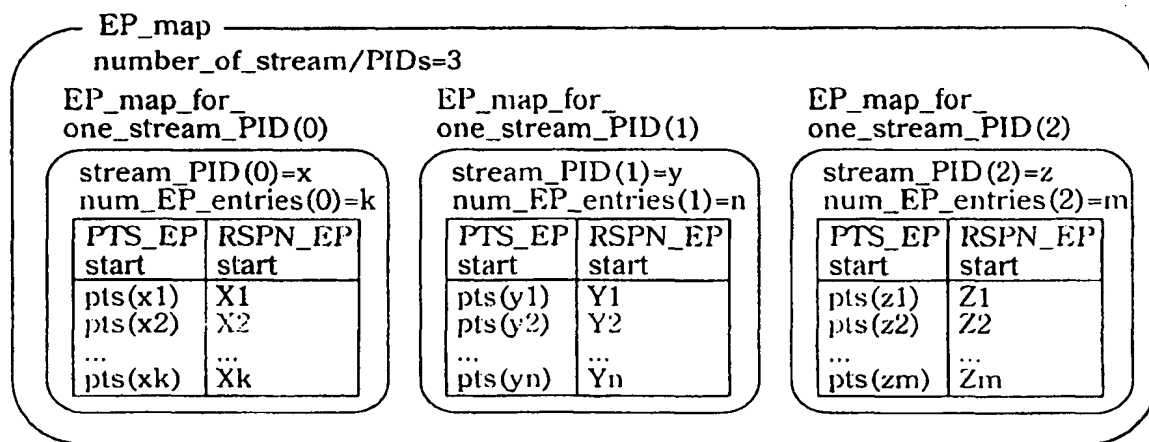 EP_map
number_of_stream/PIDs=3
EP_map_for_
one_stream_PID(0)
stream_PID(0)=x
num_EP_entries(0)=k
PTS_EP RSPN_EP
start start
pts(x1) X1
pts(x2) X2
... ...
pts(xk) Xk
EP_map_for_
one_stream_PID(1)
stream_PID(1)=y
num_EP_entries(1)=n
PTS_EP RSPN_EP
start start
pts(y1) Y1
pts(y2) Y2
... ...
pts(yn) Yn
EP_map_for_
one_stream_PID(2)
stream_PID(2)=z
num_EP_entries(2)=m
PTS_EP RSPN_EP
start start
pts(z1) Z1
pts(z2) Z2
... ...
pts(zm) Zm